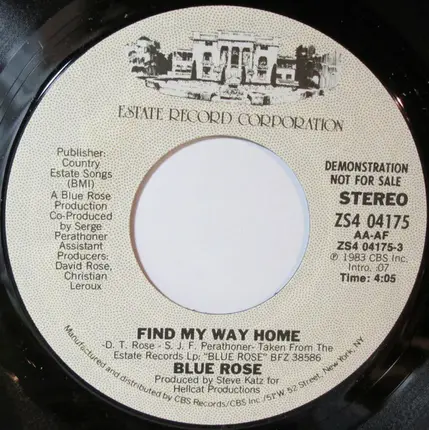 ESTATE RECORD CORPORATION
Publisher:
Country
Estate Songs
(BMI)
A Blue Rose
Production
Co-Produced
by Serge
Perathoner
Assistant
Producers:
David Rose,
Christian
Leroux
DEMONSTRATION
NOT FOR SALE
STEREO
ZS4 04175
AA-AF
ZS4 04175-3
℗ 1983 CBS Inc.
Intro. :07
Time: 4:05
FIND MY WAY HOME
-D. T. Rose - S. J. F. Perathoner- Taken From The
Estate Records Lp: "BLUE ROSE" BFZ 38586
BLUE ROSE
Produced by Steve Katz for
Hellcat Productions
Manufactured and distributed by CBS Records/CBS Inc./51 W 52 Street, New York, NY